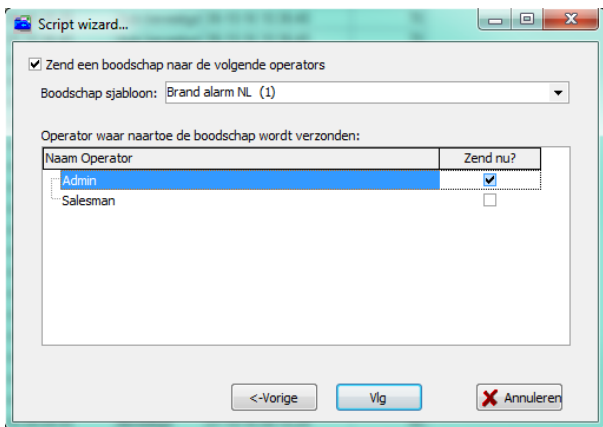 Script wizard...
Zend een boodschap naar de volgende operators
Boodschap sjabloon: Brand alarm NL (1)
Operator waar naartoe de boodschap wordt verzonden:
Naam Operator Zend nu?
Admin
Salesman
<-Vorige Vlg Annuleren